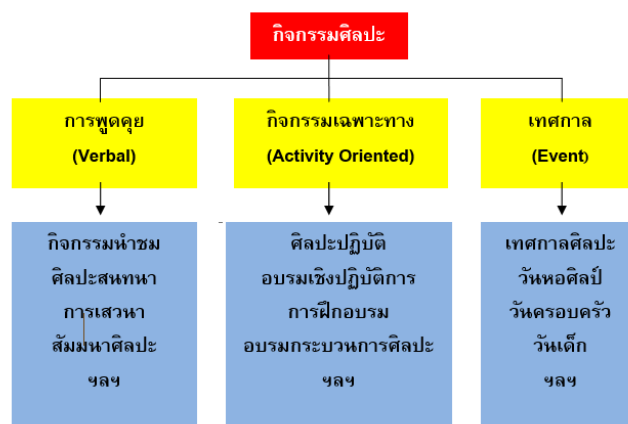 กิจกรรมศิลปะ
การพูดคุย
(Verbal)
กิจกรรมเฉพาะทาง
(Activity Oriented)
เทศกาล
(Event)
กิจกรรมนำชม
ศิลปะสนทนา
การเสวนา
สัมมนาศิลปะ
ฯลฯ
ศิลปะปฏิบัติ
อบรมเชิงปฏิบัติการ
การฝึกอบรม
อบรมกระบวนการศิลปะ
ฯลฯ
เทศกาลศิลปะ
วันหอศิลป์
วันครอบครัว
วันเด็ก
ฯลฯ